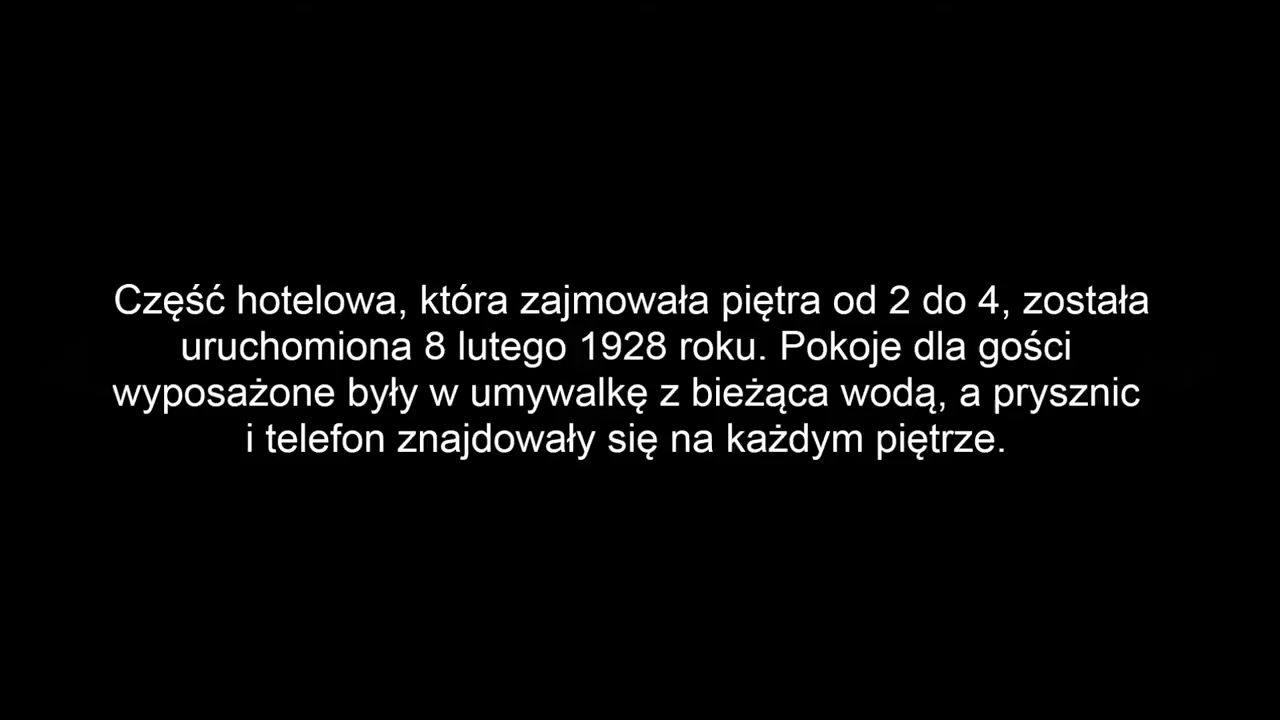 Część hotelowa, która zajmowała piętra od 2 do 4, została
uruchomiona 8 lutego 1928 roku. Pokoje dla gości
wyposażone były w umywalkę z bieżąca wodą, a prysznic
i telefon znajdowały się na każdym piętrze.